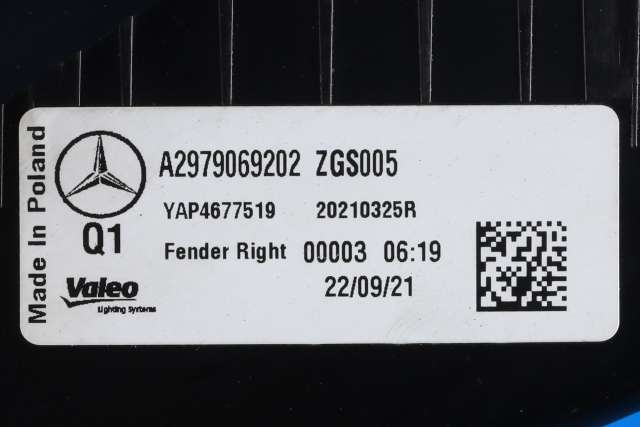 Made In Poland
A2979069202 ZGS005
YAP4677519 20210325R
Q1
Fender Right 00003 06:19
22/09/21
Valeo
Lighting Systems